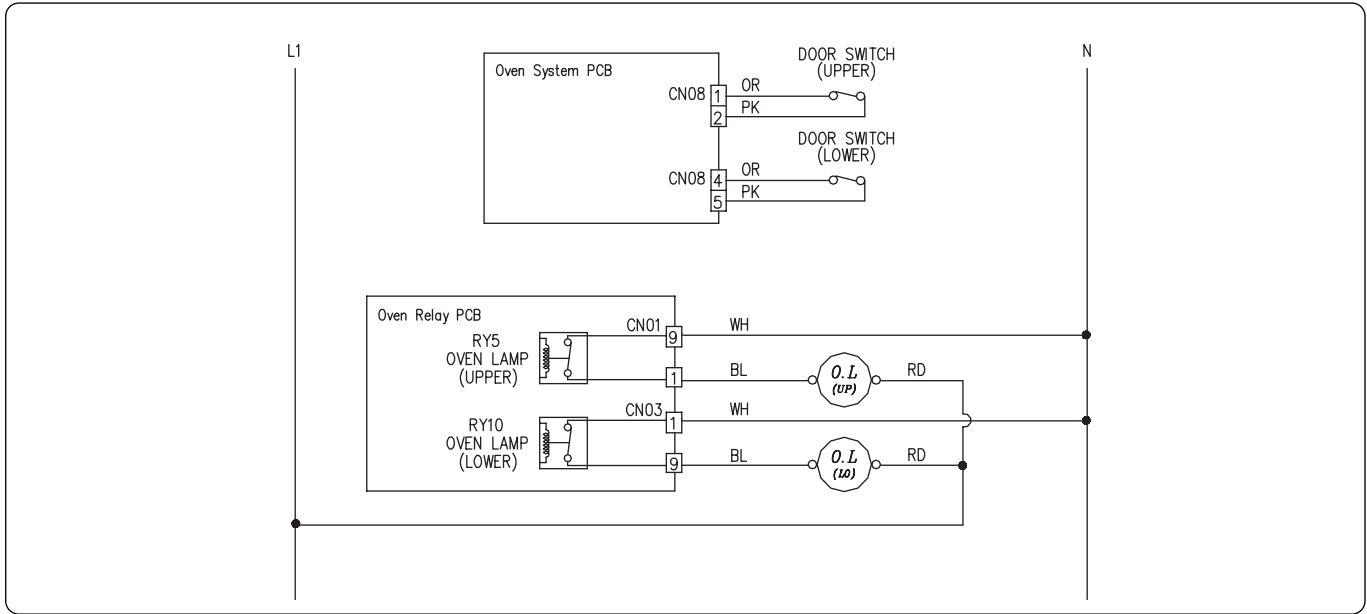 L1
N
Oven System PCB
DOOR SWITCH
(UPPER)
CN08 1 OR
2 PK
DOOR SWITCH
(LOWER)
CN08 4 OR
5 PK
Oven Relay PCB
RY5
OVEN LAMP
(UPPER)
CN01 9 WH
1 BL
O.L
(UP)
RD
RY10
OVEN LAMP
(LOWER)
CN03 1 WH
9 BL
O.L
(LO)
RD